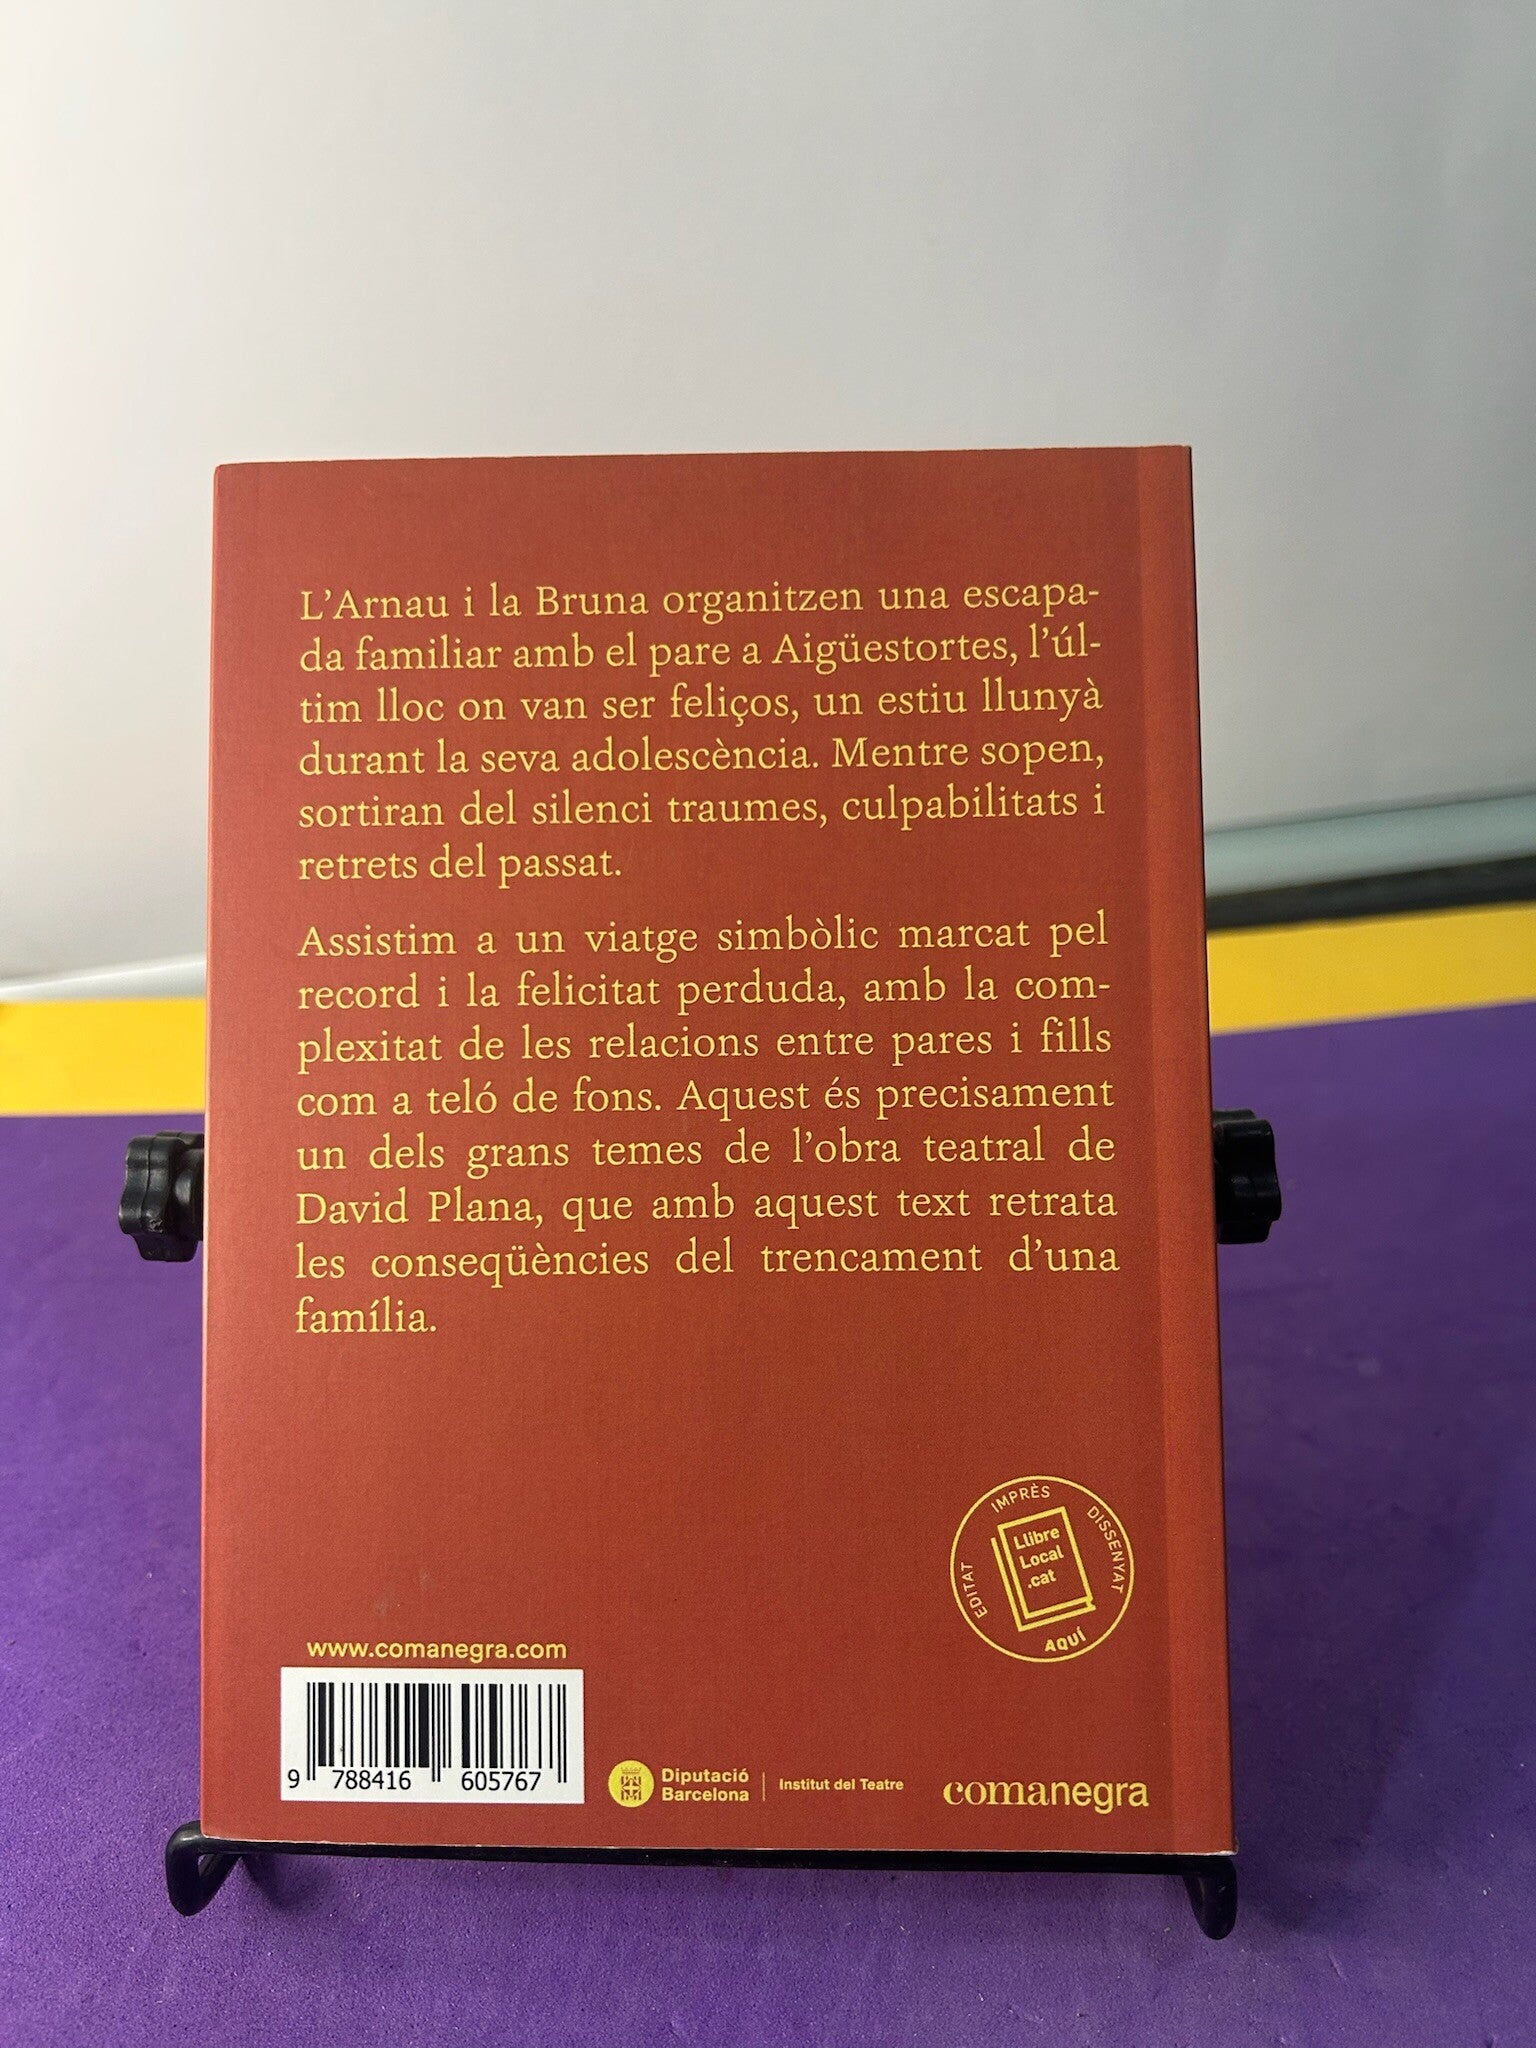 L'Arnau i la Bruna organitzen una escapa-
da familiar amb el pare a Aigüestortes, l'úl-
tim lloc on van ser feliços, un estiu llunyà
durant la seva adolescència. Mentre sopen,
sortiran del silenci traumes, culpabilitats i
retrets del passat.
Assistim a un viatge simbòlic marcat pel
record i la felicitat perduda, amb la com-
plexitat de les relacions entre pares i fills
com a teló de fons. Aquest és precisament
un dels grans temes de l'obra teatral de
David Plana, que amb aquest text retrata
les conseqüències del trencament d'una
família.
EDITAT
IMPRÈS
DISSENYAT
AQUÍ
Llibre
Local
.cat
www.comanegra.com
9 788416 605767
Diputació
Barcelona
Institut del Teatre
comanegra